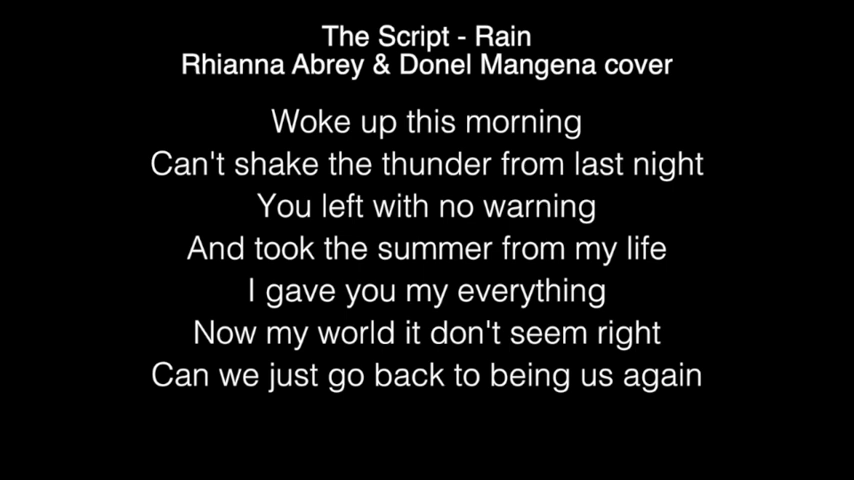 The Script - Rain
Rhianna Abrey & Donel Mangena cover
Woke up this morning
Can't shake the thunder from last night
You left with no warning
And took the summer from my life
I gave you my everything
Now my world it don't seem right
Can we just go back to being us again